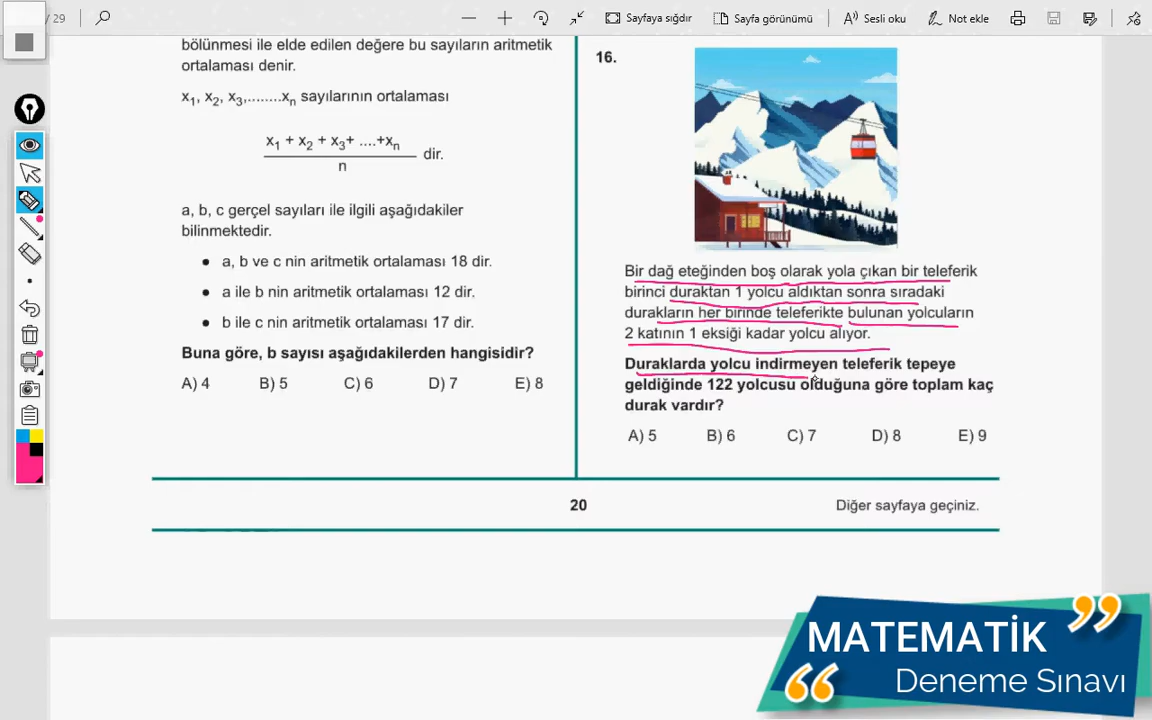 / 29
Sayfaya sığdır
Sayfa görünümü
Sesli oku
Not ekle
bölünmesi ile elde edilen değere bu sayıların aritmetik
ortalaması denir.
x1, x2, x3,........xn sayılarının ortalaması
x1 + x2 + x3+ ....+xn
n
dir.
a, b, c gerçel sayıları ile ilgili aşağıdakiler
bilinmektedir.
● a, b ve c nin aritmetik ortalaması 18 dir.
● a ile b nin aritmetik ortalaması 12 dir.
● b ile c nin aritmetik ortalaması 17 dir.
Buna göre, b sayısı aşağıdakilerden hangisidir?
A) 4 B) 5 C) 6 D) 7 E) 8
16.
Bir dağ eteğinden boş olarak yola çıkan bir teleferik
birinci duraktan 1 yolcu aldıktan sonra sıradaki
durakların her birinde teleferikte bulunan yolcuların
2 katının 1 eksiği kadar yolcu alıyor.
Duraklarda yolcu indirmeyen teleferik tepeye
geldiğinde 122 yolcusu olduğuna göre toplam kaç
durak vardır?
A) 5 B) 6 C) 7 D) 8 E) 9
20
Diğer sayfaya geçiniz.
MATEMATİK
Deneme Sınavı